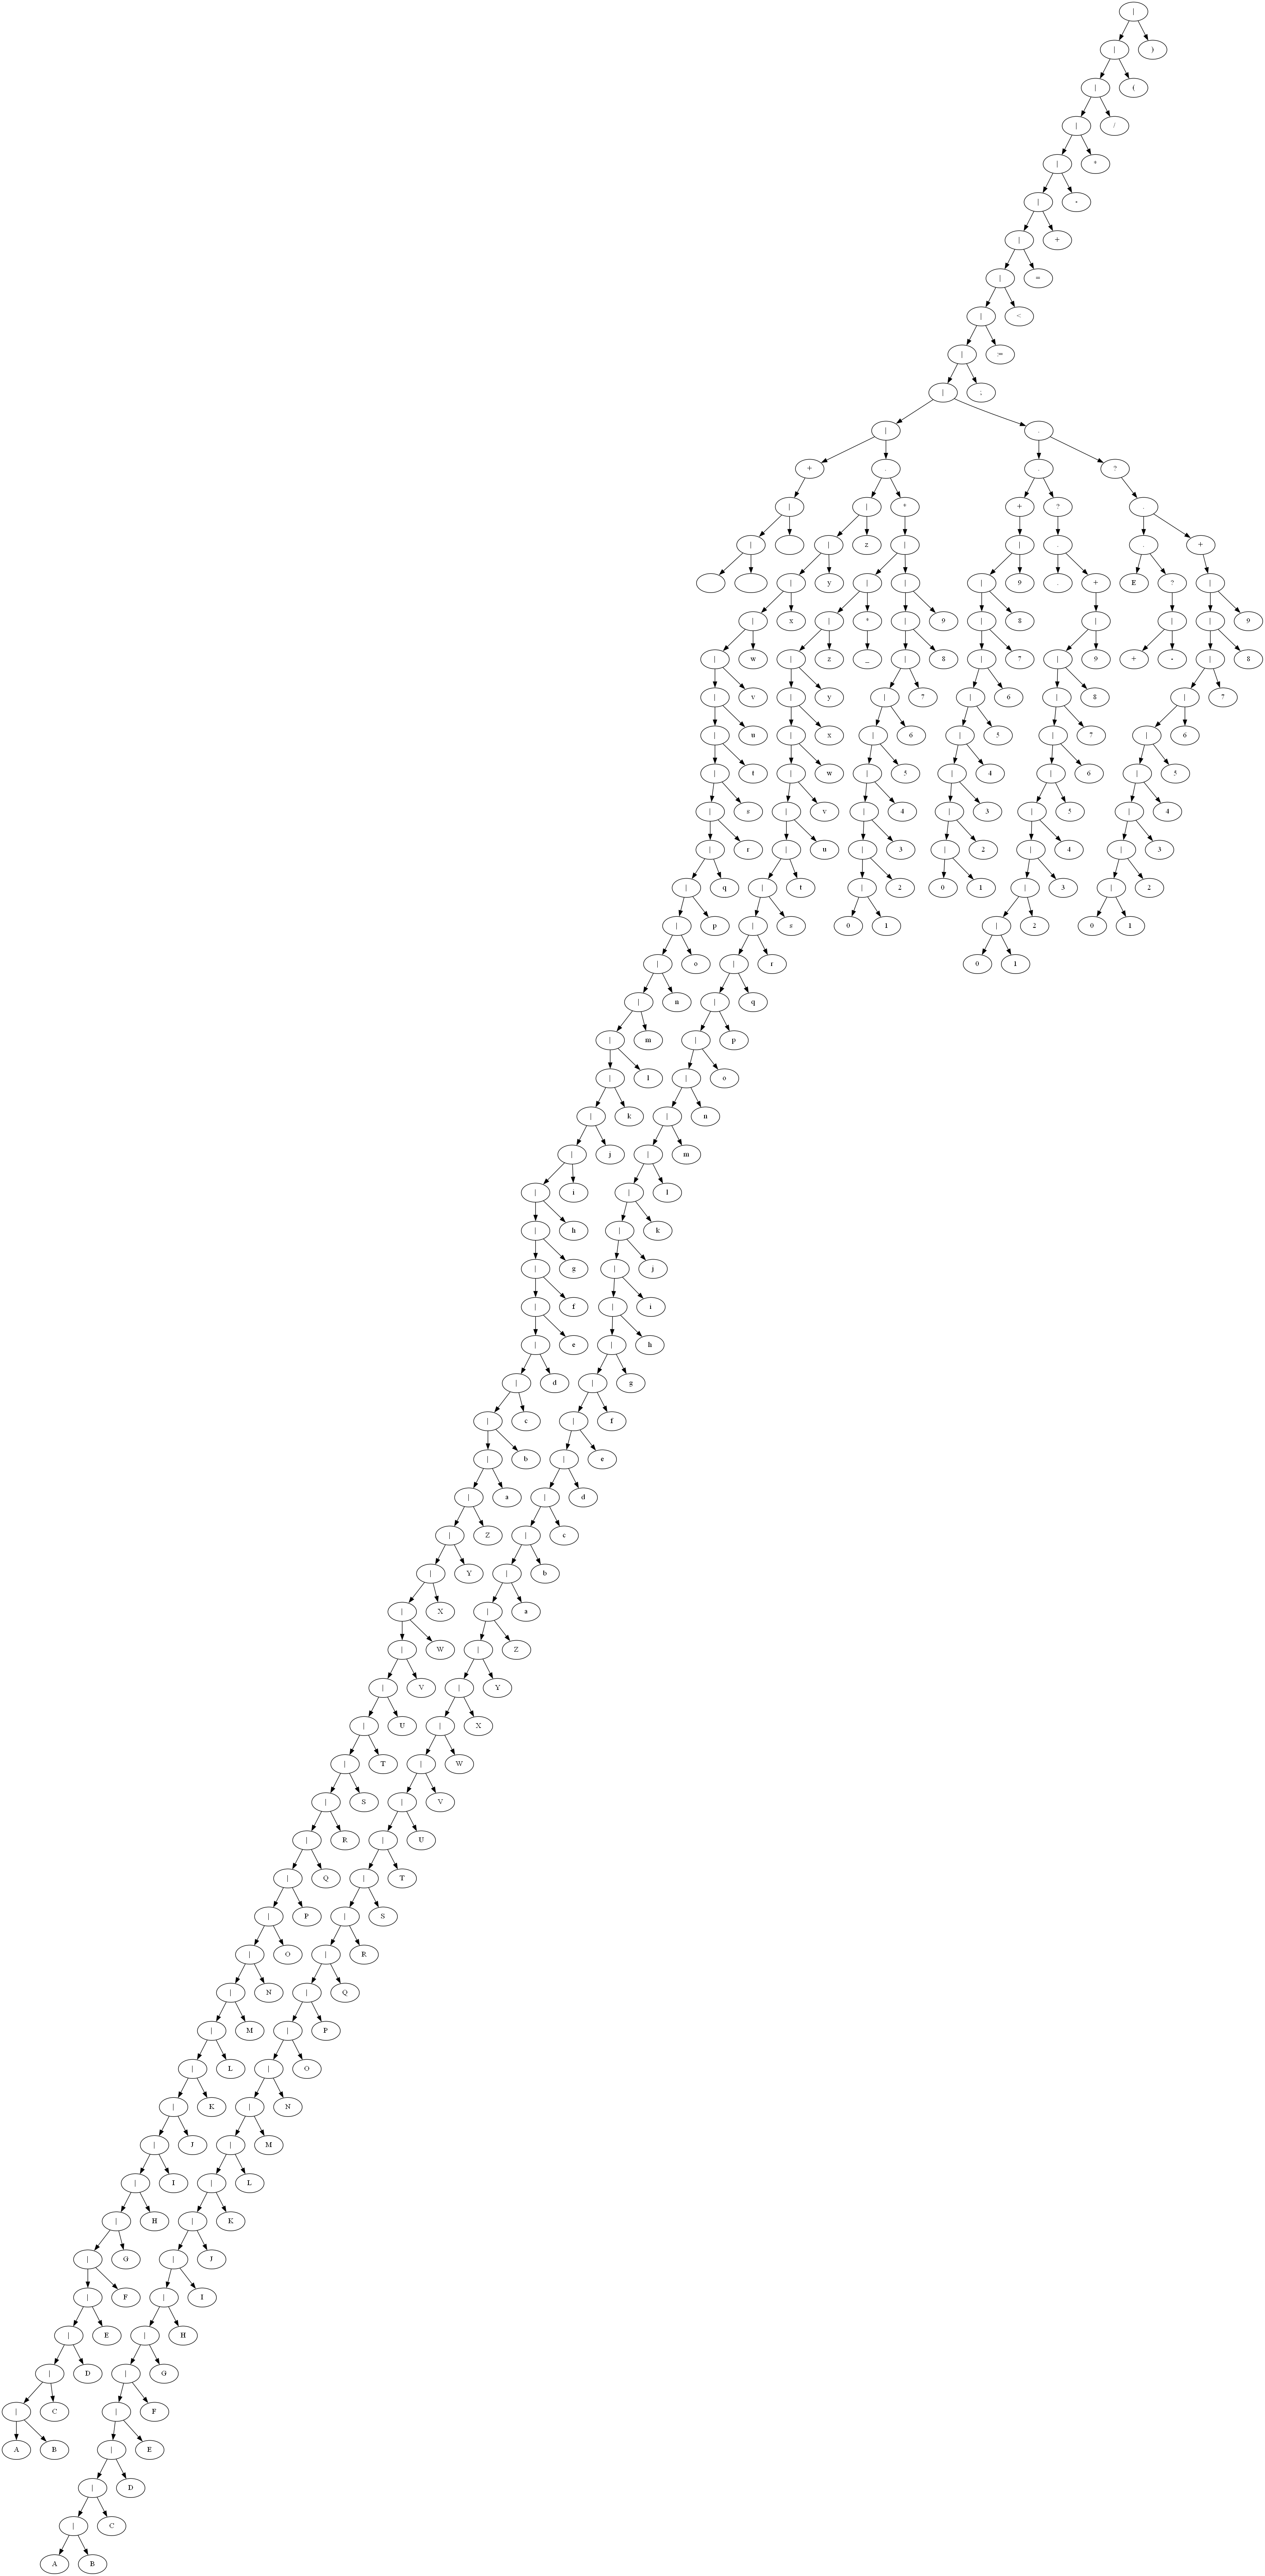 |
| )
| (
| /
| *
| -
| +
| =
| <
| :=
| ;
| .
+ . . ?
| | * + ? .
| | z | | . . +
| y | | | 9 . + E ? |
| x | * | 9 | 8 | | | 9
| w | z _ | 8 | 7 | 9 + - | 8
| v | y | 7 | 6 | 8 | 7
| u | x | 6 | 5 | 7 | 6
| t | w | 5 | 4 | 6 | 5
| s | v | 4 | 3 | 5 | 4
| r | u | 3 | 2 | 4 | 3
| q | t | 2 0 1 | 3 | 2
| p | s 0 1 | 2 0 1
| o | r 0 1
| n | q
| m | p
| l | o
| k | n
| j | m
| i | l
| h | k
| g | j
| f | i
| e | h
| d | g
| c | f
| b | e
| a | d
| Z | c
| Y | b
| X | a
| W | Z
| V | Y
| U | X
| T | W
| S | V
| R | U
| Q | T
| P | S
| O | R
| N | Q
| M | P
| L | O
| K | N
| J | M
| I | L
| H | K
| G | J
| F | I
| E | H
| D | G
| C | F
A B | E
| D
| C
A B